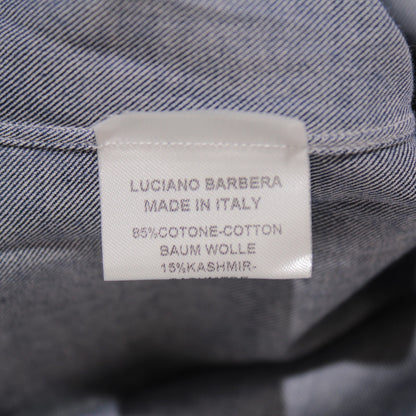 LUCIANO BARBERA
MADE IN ITALY
85%COTONE-COTTON
BAUM WOLLE
15%KASHMIR-